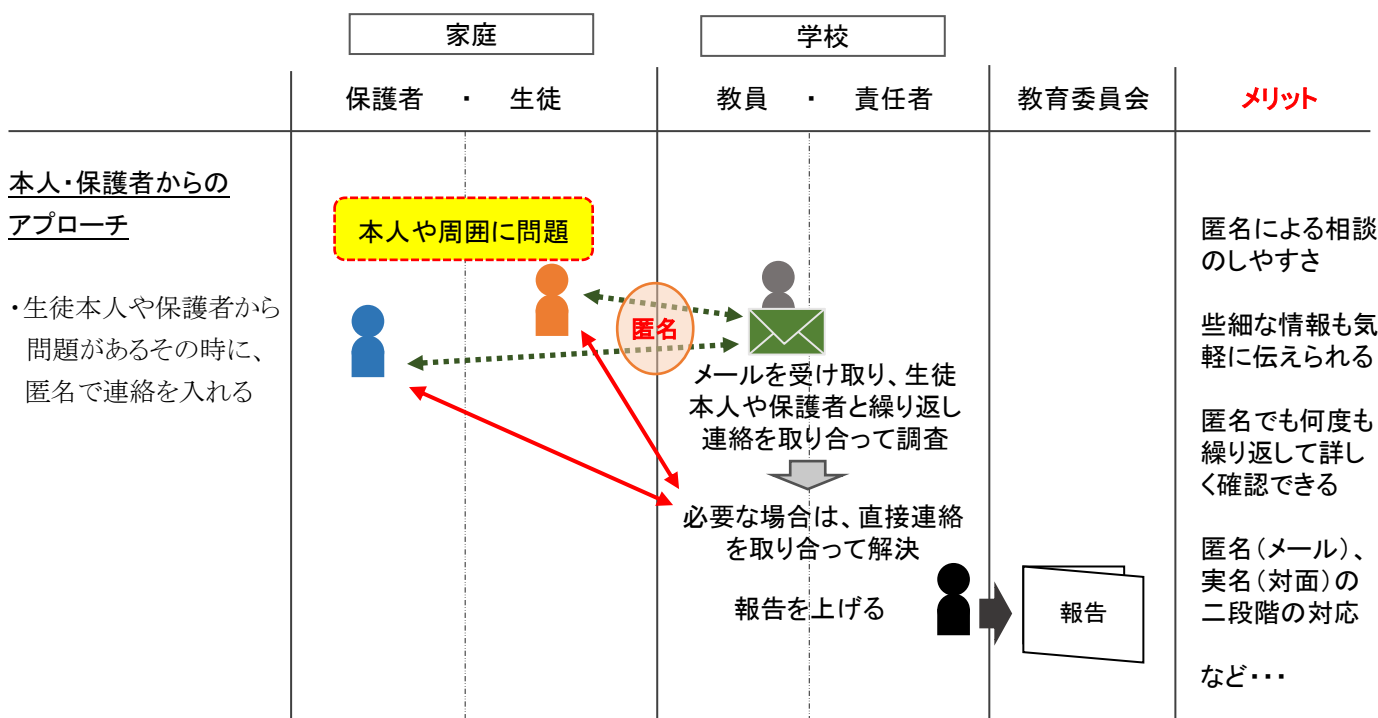 家庭
学校
保護者 ・ 生徒
教員 ・ 責任者
教育委員会
メリット
本人・保護者からの
アプローチ
・生徒本人や保護者から
問題があるその時に、
匿名で連絡を入れる
本人や周囲に問題
匿名
メールを受け取り、生徒
本人や保護者と繰り返し
連絡を取り合って調査
必要な場合は、直接連絡
を取り合って解決
報告を上げる
報告
匿名による相談
のしやすさ
些細な情報も気
軽に伝えられる
匿名でも何度も
繰り返して詳し
く確認できる
匿名（メール）、
実名（対面）の
二段階の対応
など・・・